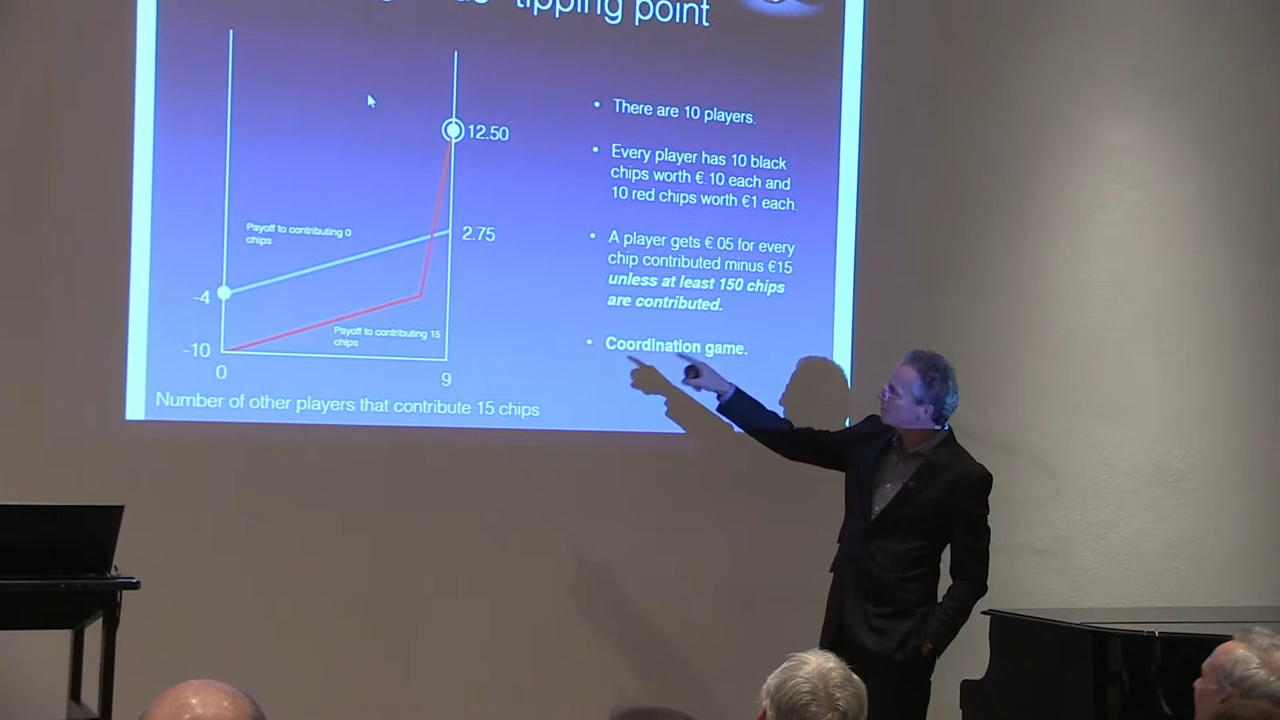 tipping point
12.50
Payoff to contributing 0
chips
2.75
-4
Payoff to contributing 15
chips
-10
0
9
Number of other players that contribute 15 chips
• There are 10 players.
• Every player has 10 black
chips worth €.10 each and
10 red chips worth €1 each.
• A player gets €.05 for every
chip contributed minus €15
unless at least 150 chips
are contributed.
• Coordination game.